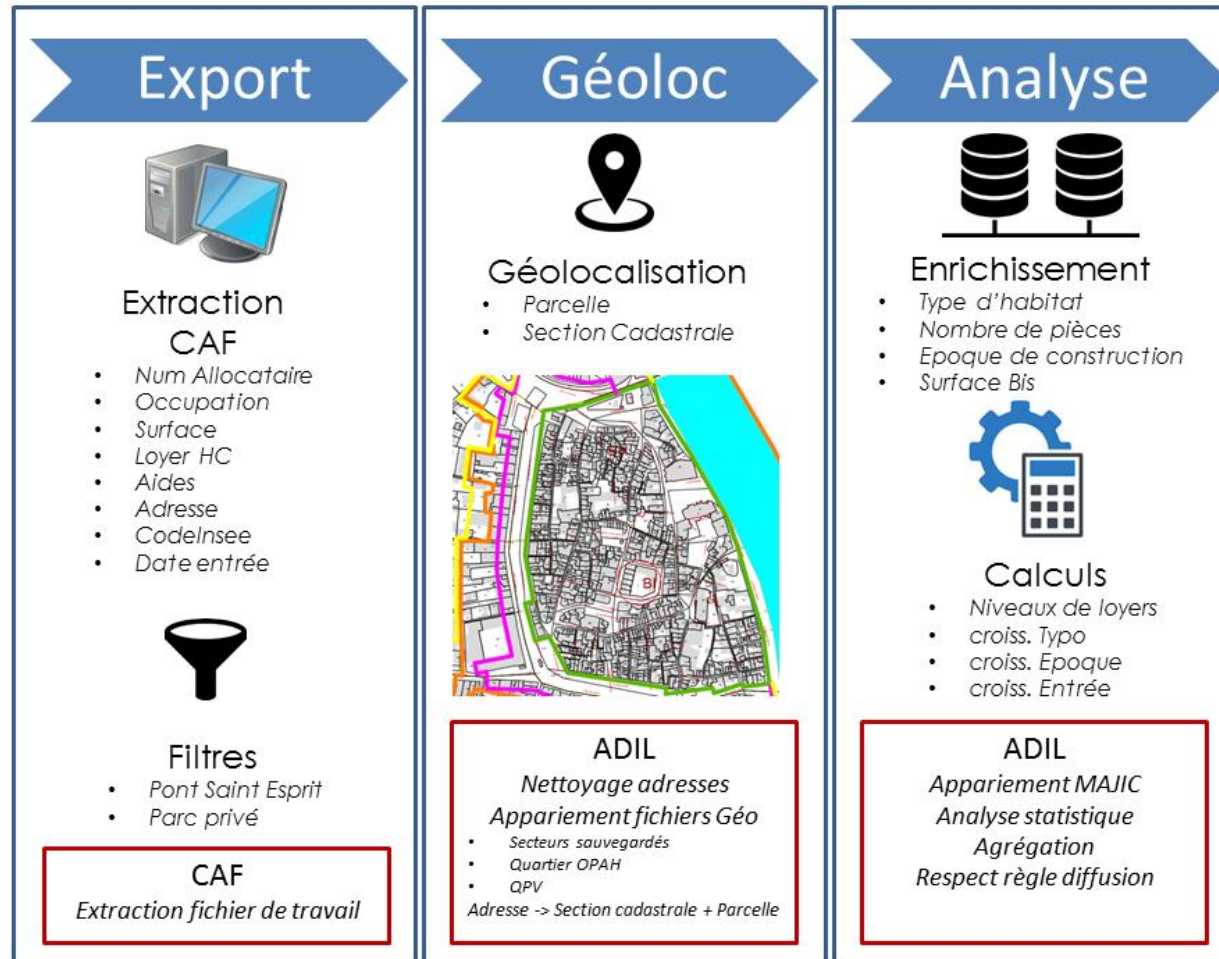 Export
Extraction
CAF
• Num Allocataire
• Occupation
• Surface
• Loyer HC
• Aides
• Adresse
• CodeInsee
• Date entrée
Filtres
• Pont Saint Esprit
• Parc privé
CAF
Extraction fichier de travail
Géoloc
Géolocalisation
• Parcelle
• Section Cadastrale
BI
ADIL
Nettoyage adresses
Appariement fichiers Géo
• Secteurs sauvegardés
• Quartier OPAH
• QPV
Adresse -> Section cadastrale + Parcelle
Analyse
Enrichissement
• Type d’habitat
• Nombre de pièces
• Epoque de construction
• Surface Bis
Calculs
• Niveaux de loyers
• croiss. Typo
• croiss. Epoque
• croiss. Entrée
ADIL
Appariement MAJIC
Analyse statistique
Agrégation
Respect règle diffusion